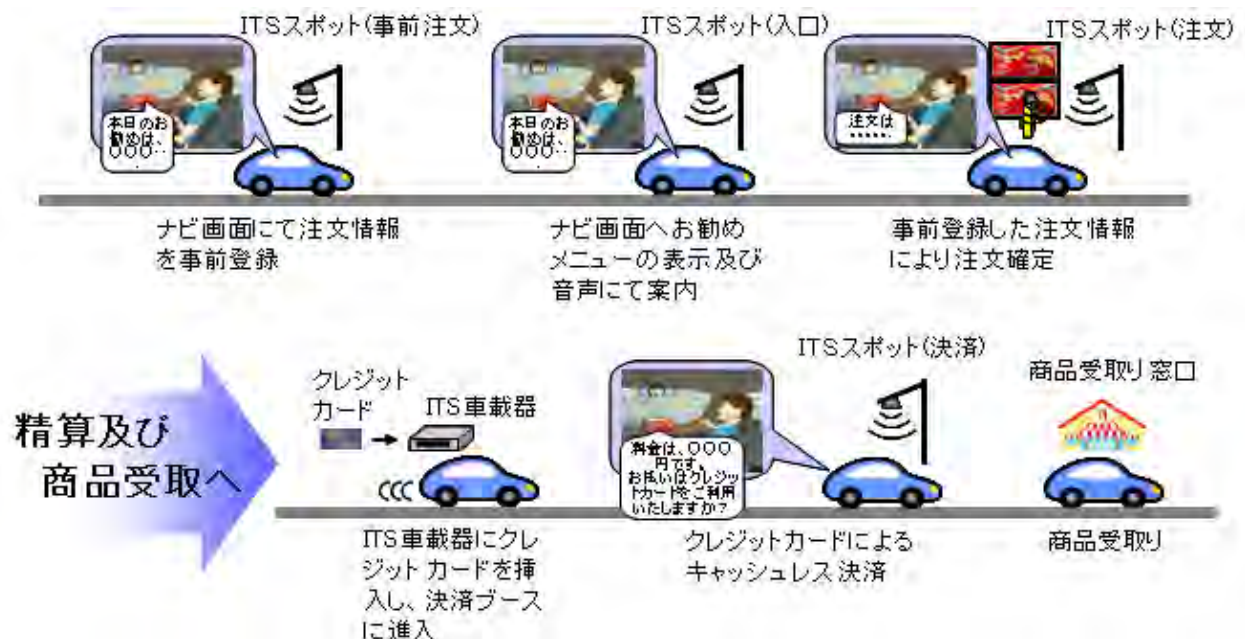 ITSスポット(事前注文)
本日のお
勧めは、
○○○‥
.
ナビ画面にて注文情報
を事前登録
ITSスポット(入口)
本日のお
勧めは、
○○○‥
.
ナビ画面へお勧め
メニューの表示及び
音声にて案内
ITSスポット(注文)
注文は
‥‥‥
事前登録した注文情報
により注文確定
精算及び
商品受取へ
クレジット
カード
ITS車載器
ITS車載器にクレ
ジットカードを挿
入し、決済ブース
に進入
ITSスポット(決済)
料金は、○○○
円です。
お払いはクレジッ
トカードをご利用
いたしますか?
クレジットカードによる
キャッシュレス決済
商品受取り窓口
商品受取り